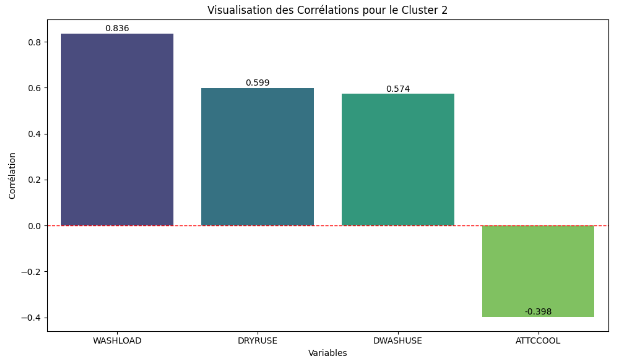 Visualisation des Corrélations pour le Cluster 2
0.836
0.599
0.574
-0.398
Corrélation
0.8
0.6
0.4
0.2
0.0
−0.2
−0.4
WASHLOAD DRYRUSE DWASHUSE ATTCCOOL
Variables